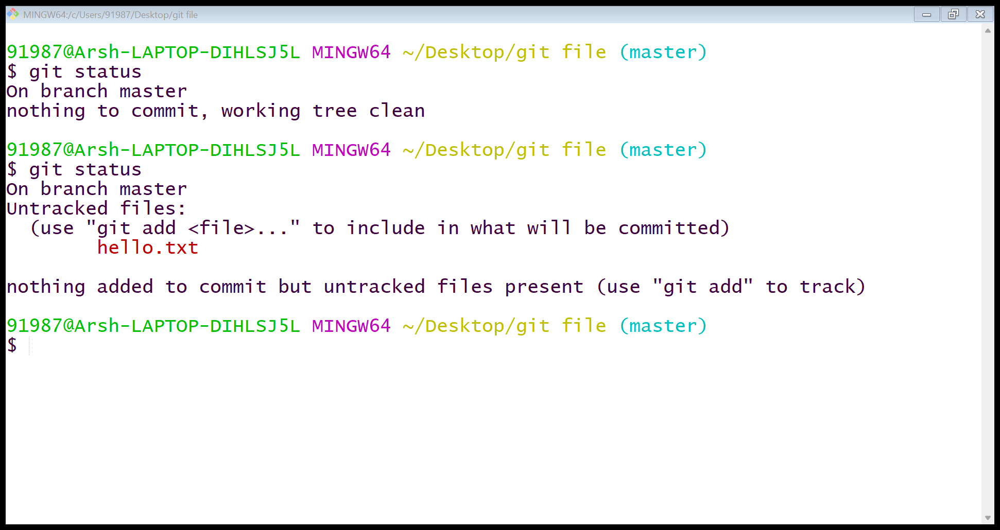 MINGW64:/c/Users/91987/Desktop/git file
91987@Arsh-LAPTOP-DIHLSJ5L MINGW64 ~/Desktop/git file (master)
$ git status
On branch master
nothing to commit, working tree clean
91987@Arsh-LAPTOP-DIHLSJ5L MINGW64 ~/Desktop/git file (master)
$ git status
On branch master
Untracked files:
  (use "git add <file>..." to include in what will be committed)
        hello.txt
nothing added to commit but untracked files present (use "git add" to track)
91987@Arsh-LAPTOP-DIHLSJ5L MINGW64 ~/Desktop/git file (master)
$